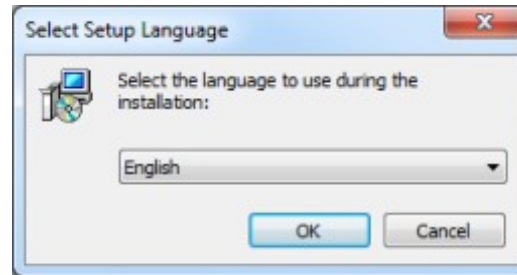 Select Setup Language
Select the language to use during the
installation:
English
OK
Cancel